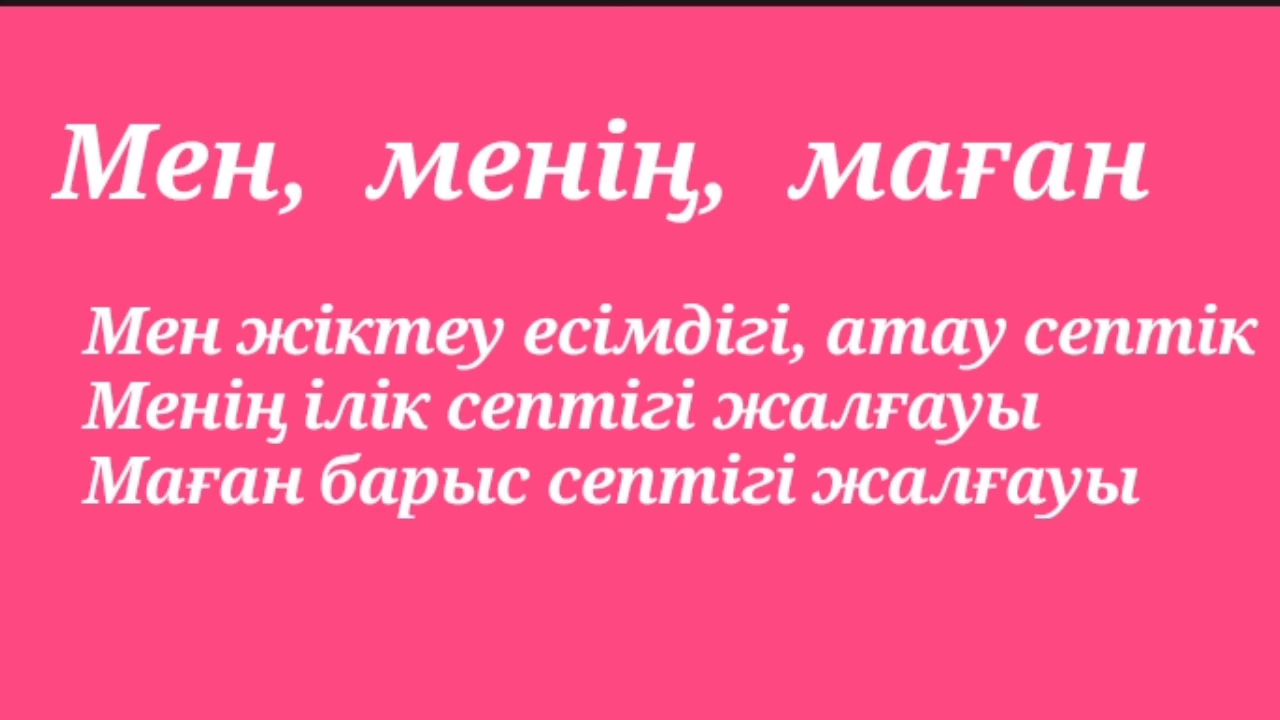 Мен, менің, маған
Мен жіктеу есімдігі, атау септік
Менің ілік септігі жалғауы
Маған барыс септігі жалғауы